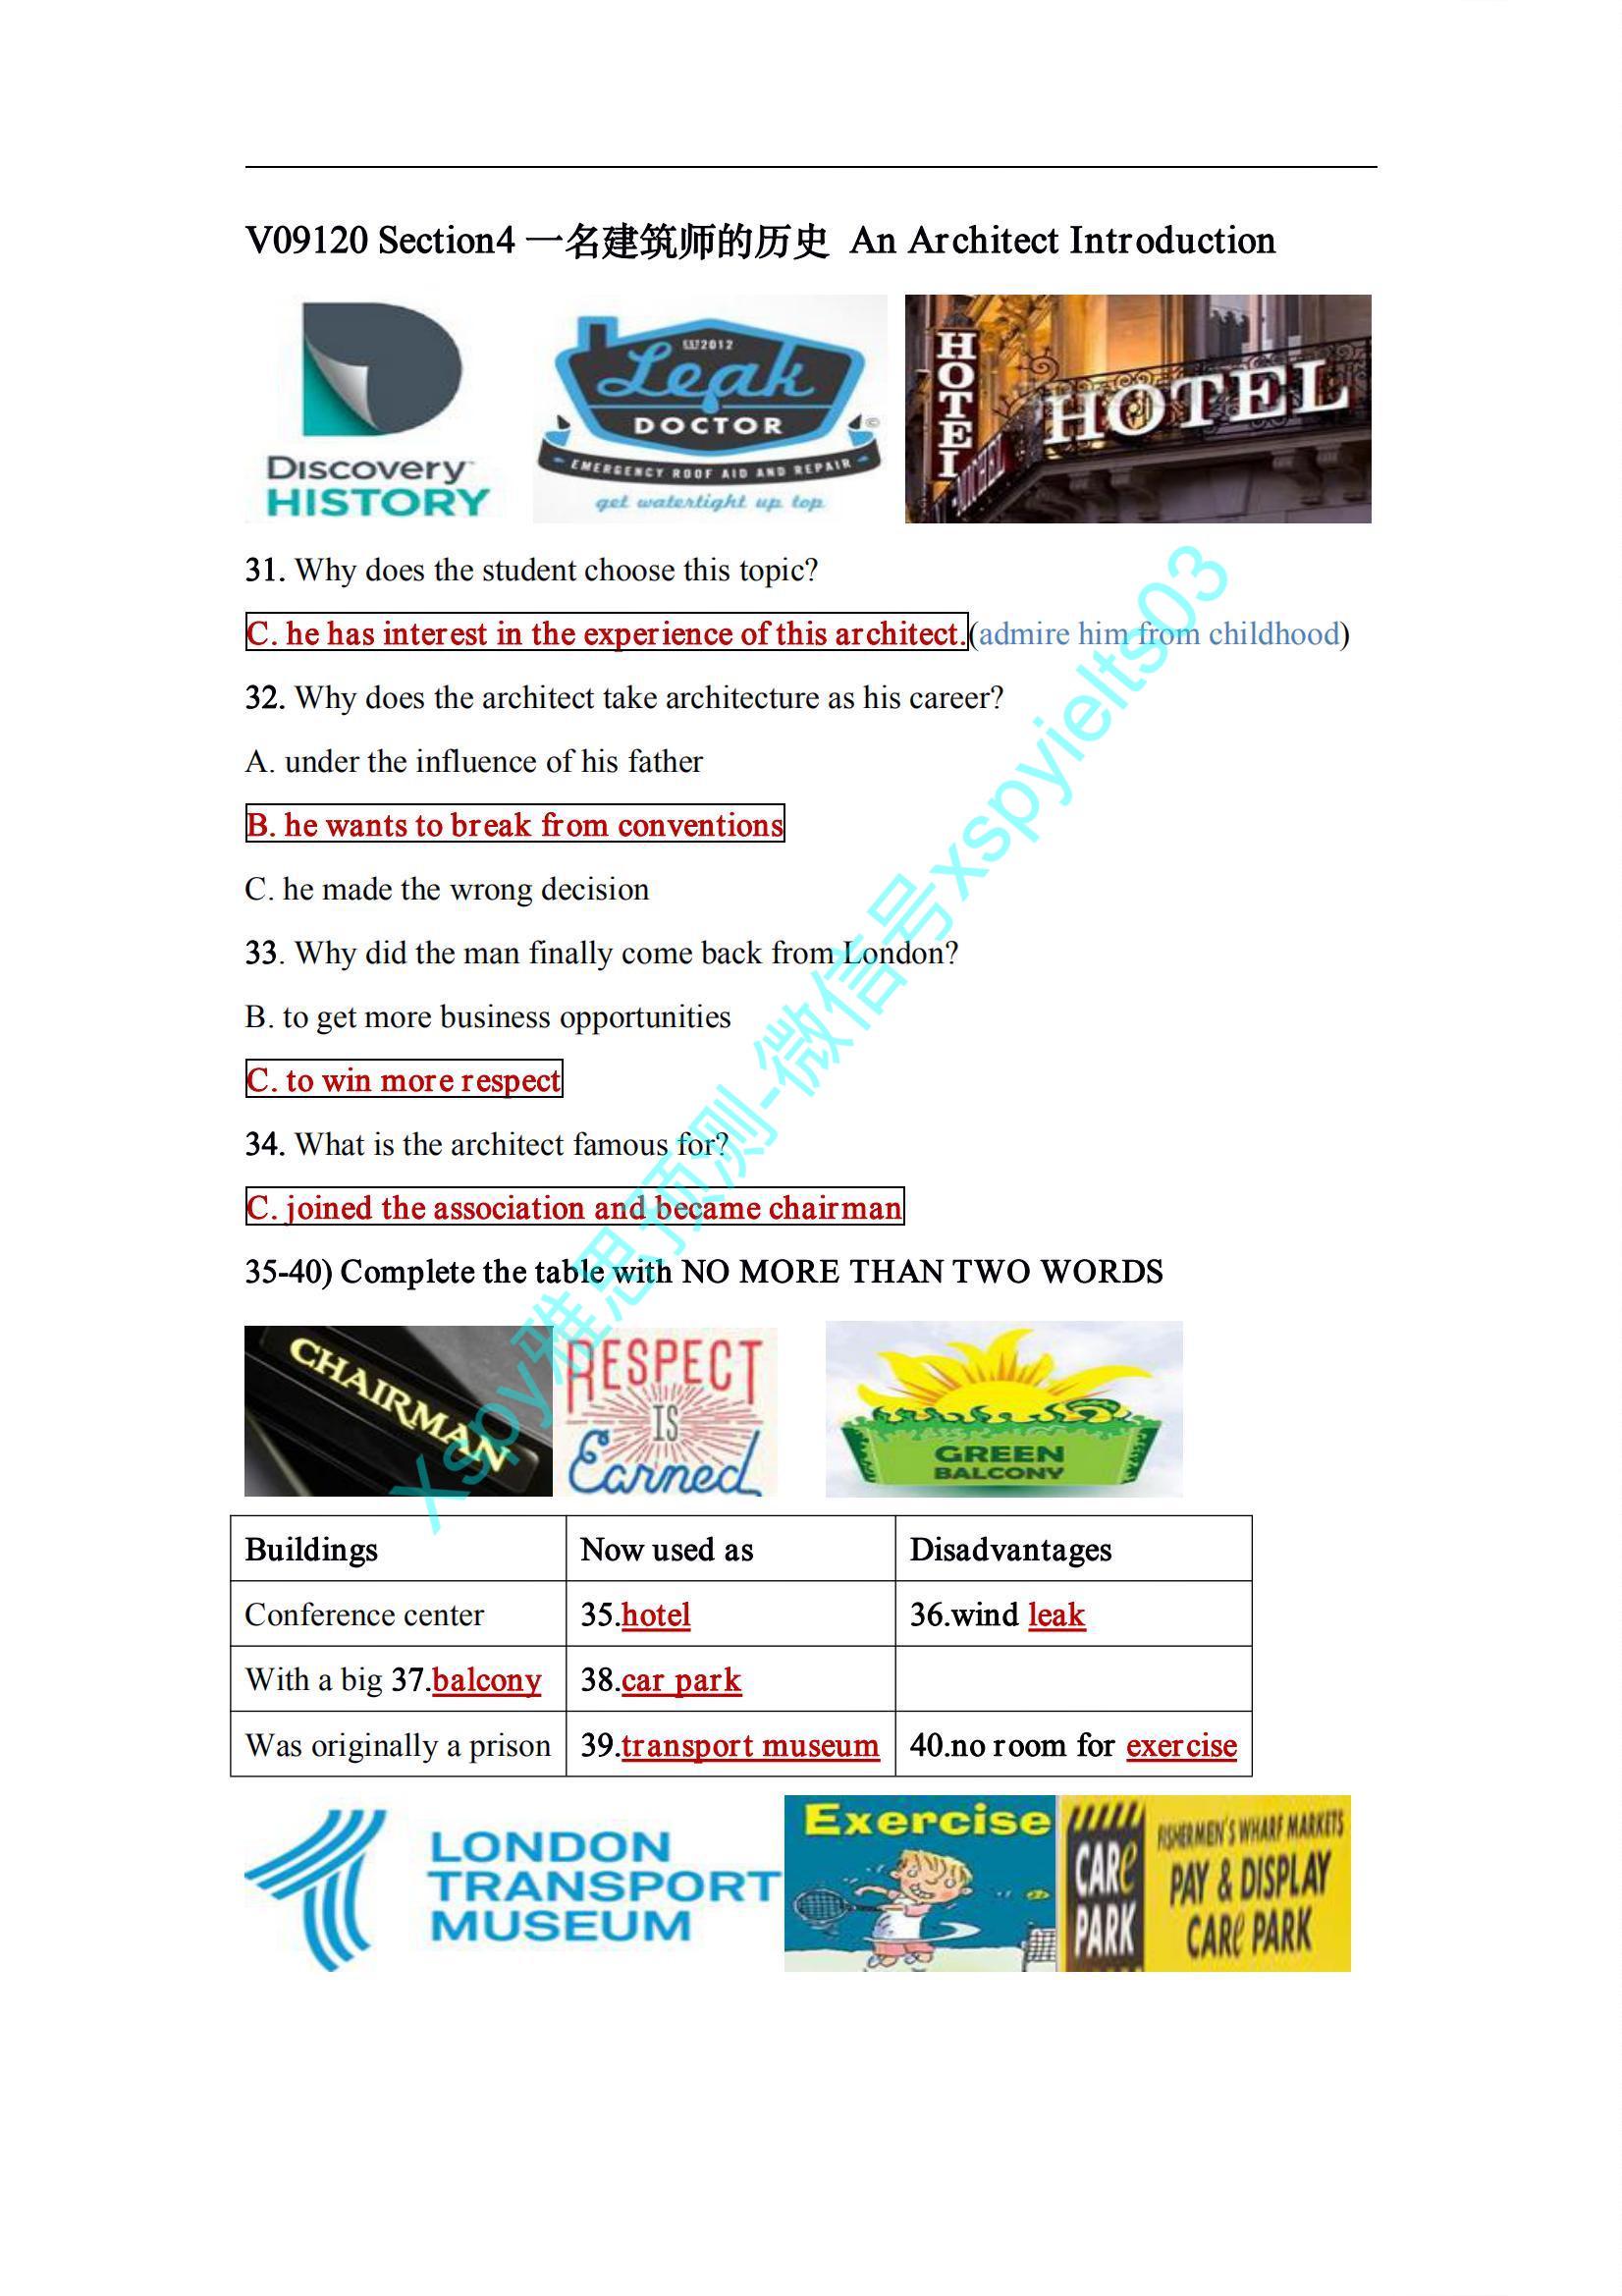 V09120 Section4 一名建筑师的历史 An Architect Introduction
Discovery
HISTORY
EST 2012
Leak
DOCTOR
EMERGENCY ROOF AID AND REPAIR
get watertight up top
HOTEL
HOTEL
31. Why does the student choose this topic?
C. he has interest in the experience of this architect.(admire him from childhood)
32. Why does the architect take architecture as his career?
A. under the influence of his father
B. he wants to break from conventions
C. he made the wrong decision
33. Why did the man finally come back from London?
B. to get more business opportunities
C. to win more respect
34. What is the architect famous for?
C. joined the association and became chairman
35-40) Complete the table with NO MORE THAN TWO WORDS
CHAIRMAN
RESPECT
IS
Earned
GREEN
BALCONY
Buildings Now used as Disadvantages
Conference center 35.hotel 36.wind leak
With a big 37.balcony 38.car park
Was originally a prison 39.transport museum 40.no room for exercise
LONDON
TRANSPORT
MUSEUM
Exercise
CARe
PARK
FISHERMEN'S WHARF MARKETS
PAY & DISPLAY
CARe PARK
Xspy雅思预测-微信号xspyielts03